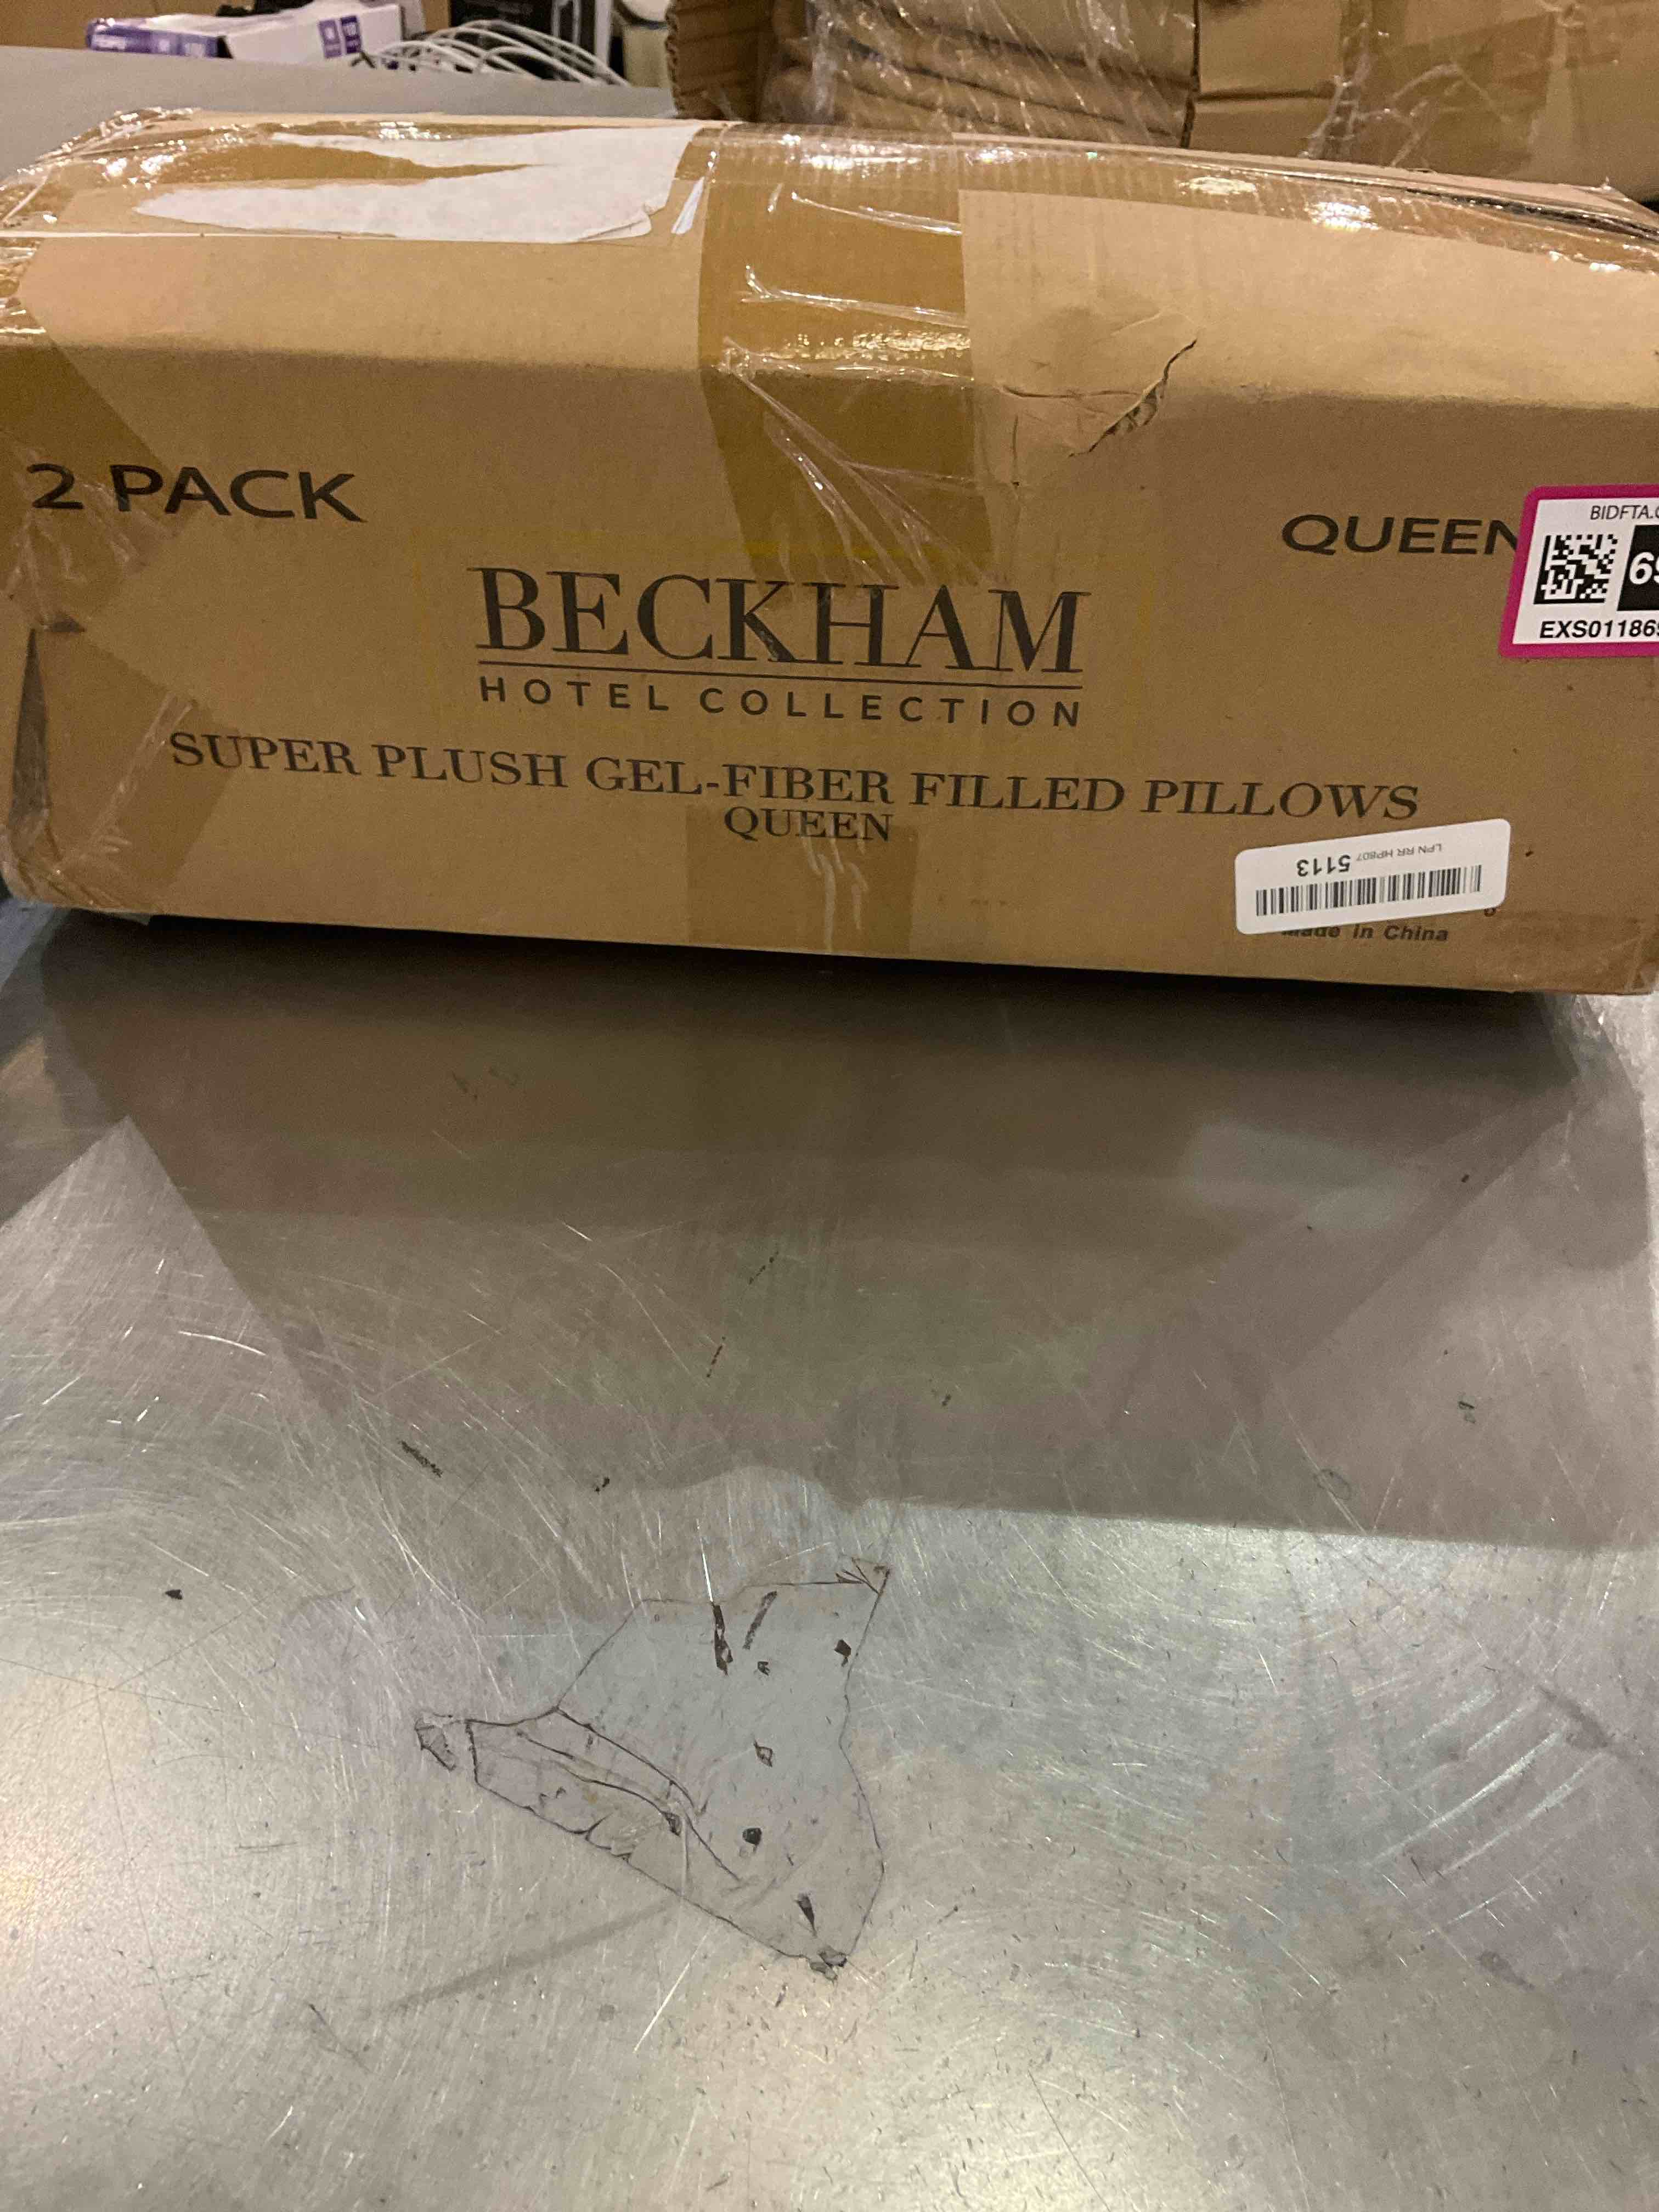 2 PACK
QUEEN
BIDFTA.
69
EXS01186
BECKHAM
HOTEL COLLECTION
SUPER PLUSH GEL-FIBER FILLED PILLOWS
QUEEN
LPN RR HP807 5113
Made in China